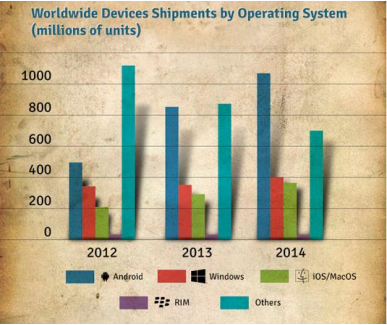 Worldwide Devices Shipments by Operating System
(millions of units)
1000
800
600
400
200
0
2012 2013 2014
Android Windows iOS/MacOS
RIM Others